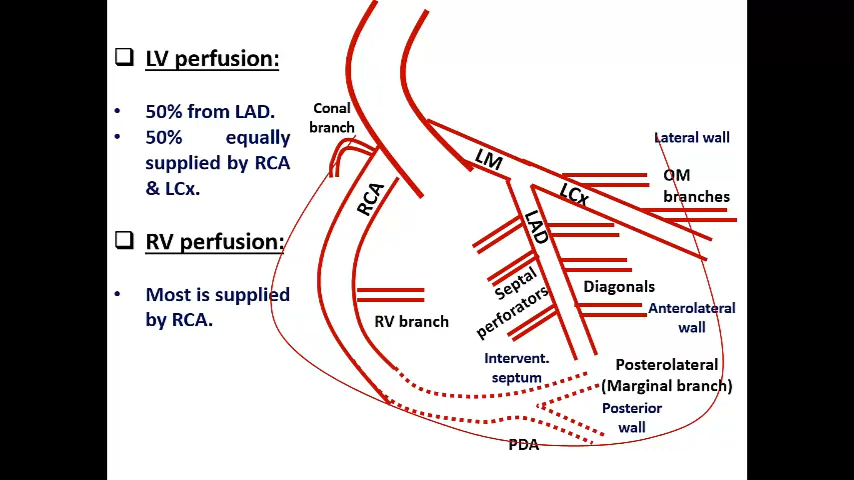 LV perfusion:
50% from LAD.
50% equally
supplied by RCA
& LCx.
RV perfusion:
Most is supplied
by RCA.
Conal
branch
RCA
LM
LCx
LAD
Lateral wall
OM
branches
Septal
perforators
Diagonals
Anterolateral
wall
RV branch
Intervent.
septum
Posterolateral
(Marginal branch)
Posterior
wall
PDA